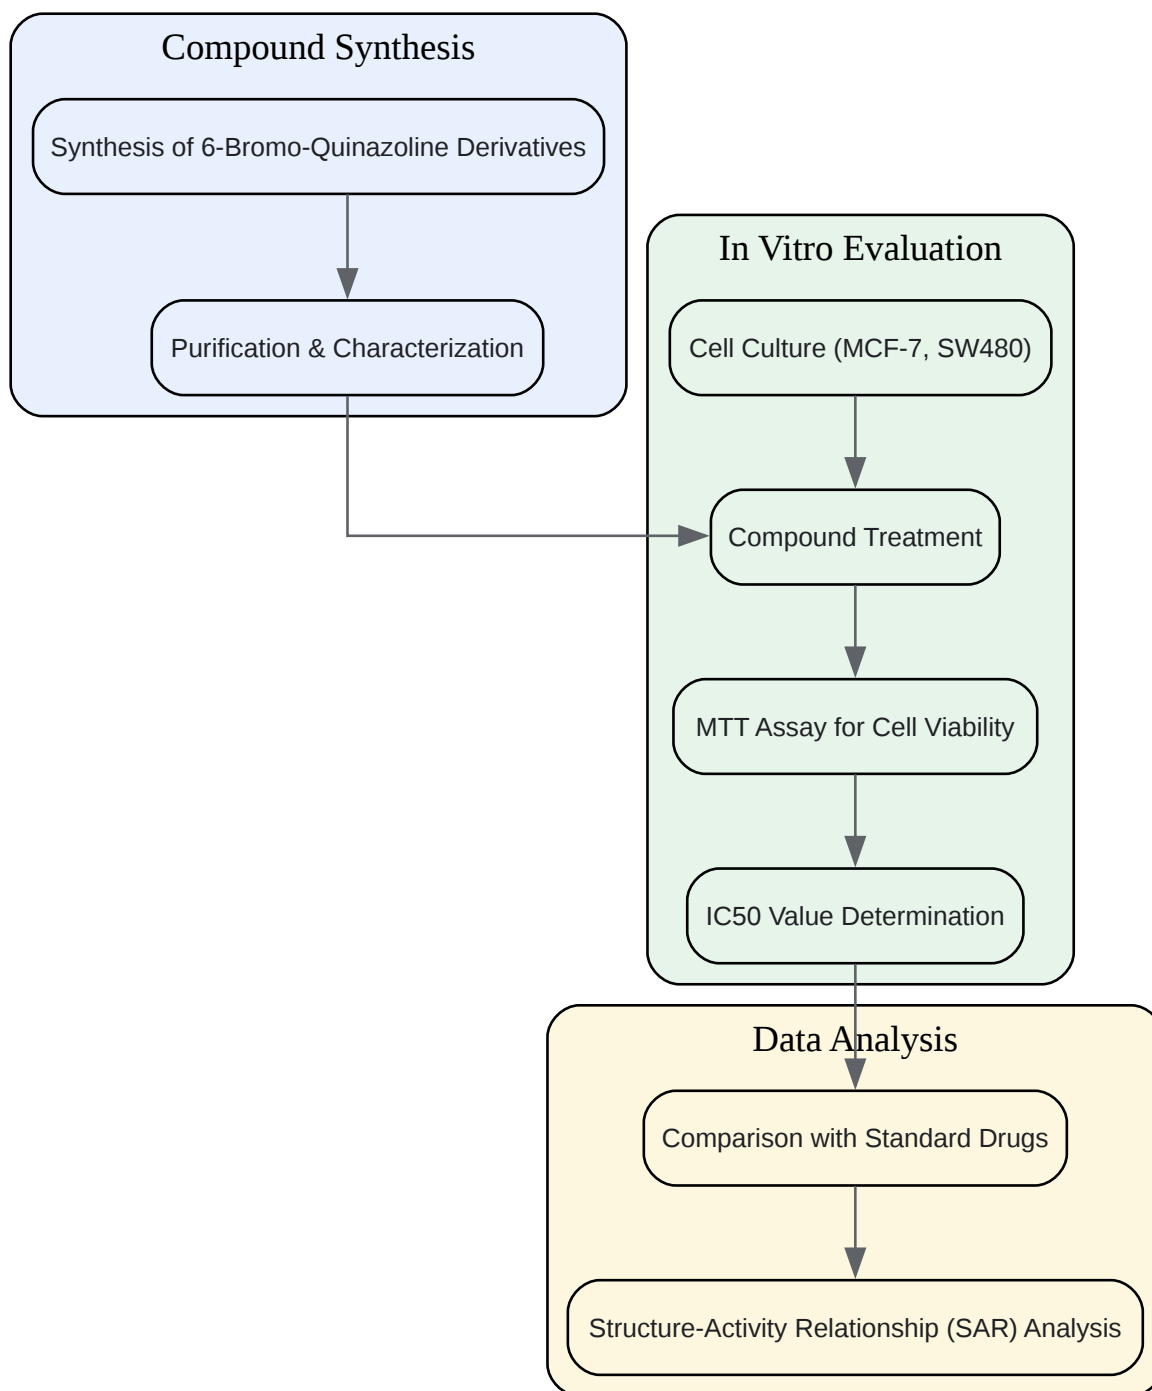 Compound Synthesis
Synthesis of 6-Bromo-Quinazoline Derivatives
Purification & Characterization
In Vitro Evaluation
Cell Culture (MCF-7, SW480)
Compound Treatment
MTT Assay for Cell Viability
IC50 Value Determination
Data Analysis
Comparison with Standard Drugs
Structure-Activity Relationship (SAR) Analysis